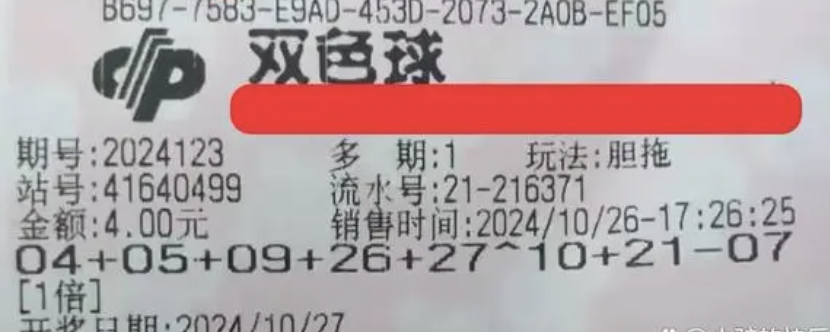 B697-7583-E9AD-453D-2073-2A0B-EF05
双色球
期号:2024123 多 期:1 玩法:胆拖
站号:41640499 流水号:21-216371
金额:4.00元 销售时间:2024/10/26-17:26:25
04+05+09+26+27^10+21-07
[1倍]
开奖日期:2024/10/27